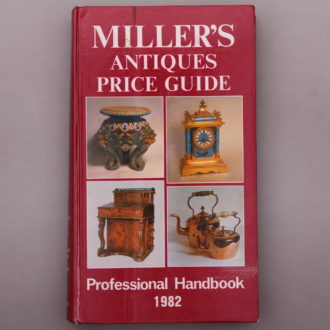 MILLER'S
ANTIQUES
PRICE GUIDE
Professional Handbook
1982